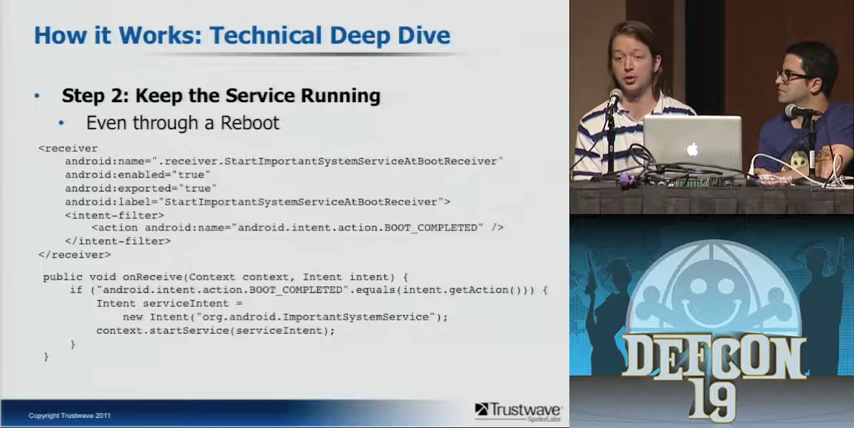 How it Works: Technical Deep Dive
• Step 2: Keep the Service Running
• Even through a Reboot
<receiver
android:name=".receiver.StartImportantSystemServiceAtBootReceiver"
android:enabled="true"
android:exported="true"
android:label="StartImportantSystemServiceAtBootReceiver">
<intent-filter>
<action android:name="android.intent.action.BOOT_COMPLETED" />
</intent-filter>
</receiver>
public void onReceive(Context context, Intent intent) {
if ("android.intent.action.BOOT_COMPLETED".equals(intent.getAction())) {
Intent serviceIntent =
new Intent("org.android.ImportantSystemService");
context.startService(serviceIntent);
}
}
Copyright Trustwave 2011
Trustwave
SpiderLabs
DEFCON
19